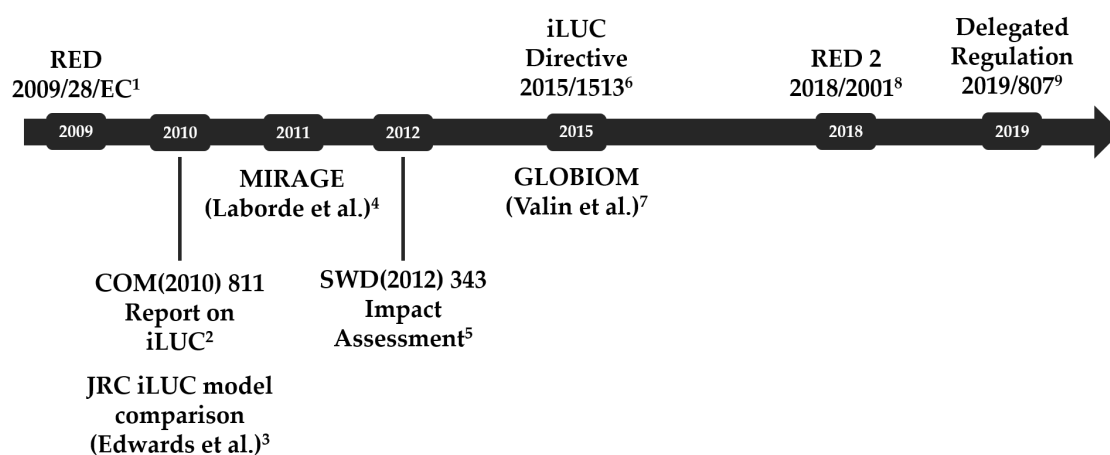 RED
2009/28/EC¹
iLUC
Directive
2015/1513⁶
RED 2
2018/2001⁸
Delegated
Regulation
2019/807⁹
2009
2010
2011
2012
2015
2018
2019
MIRAGE
(Laborde et al.)⁴
GLOBIOM
(Valin et al.)⁷
COM(2010) 811
Report on
iLUC²
SWD(2012) 343
Impact
Assessment⁵
JRC iLUC model
comparison
(Edwards et al.)³